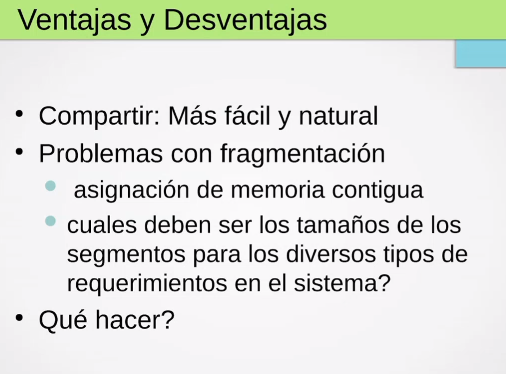 Ventajas y Desventajas
• Compartir: Más fácil y natural
• Problemas con fragmentación
• asignación de memoria contigua
• cuales deben ser los tamaños de los
segmentos para los diversos tipos de
requerimientos en el sistema?
• Qué hacer?